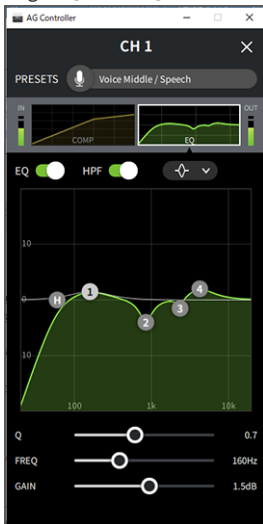 AG Controller
CH 1
PRESETS Voice Middle / Speech
IN OUT
COMP EQ
EQ HPF
10
H 1 4
0 3
2
10
100 1k 10k
Q 0.7
FREQ 160Hz
GAIN 1.5dB